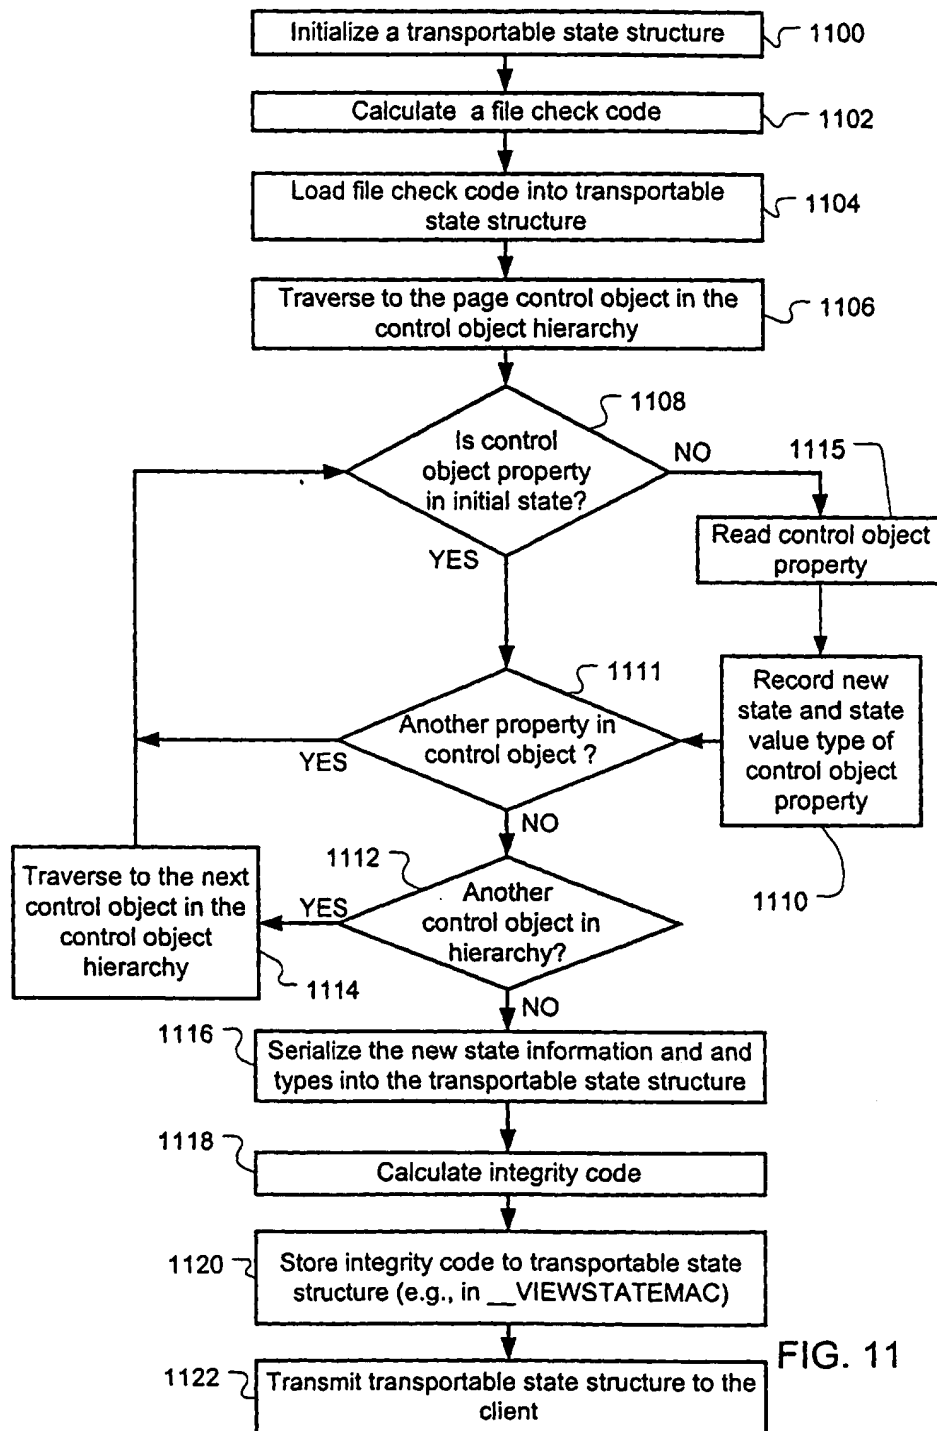 Initialize a transportable state structure
1100
Calculate a file check code
1102
Load file check code into transportable
state structure
1104
Traverse to the page control object in the
control object hierarchy
1106
1108
Is control
object property
in initial state?
NO
1115
YES
Read control object
property
1111
Another property in
control object ?
YES
Record new
state and state
value type of
control object
property
1110
NO
1112
Another
control object in
hierarchy?
YES
Traverse to the next
control object in the
control object
hierarchy
1114
NO
1116
Serialize the new state information and and
types into the transportable state structure
1118
Calculate integrity code
1120
Store integrity code to transportable state
structure (e.g., in __VIEWSTATEMAC)
FIG. 11
1122
Transmit transportable state structure to the
client